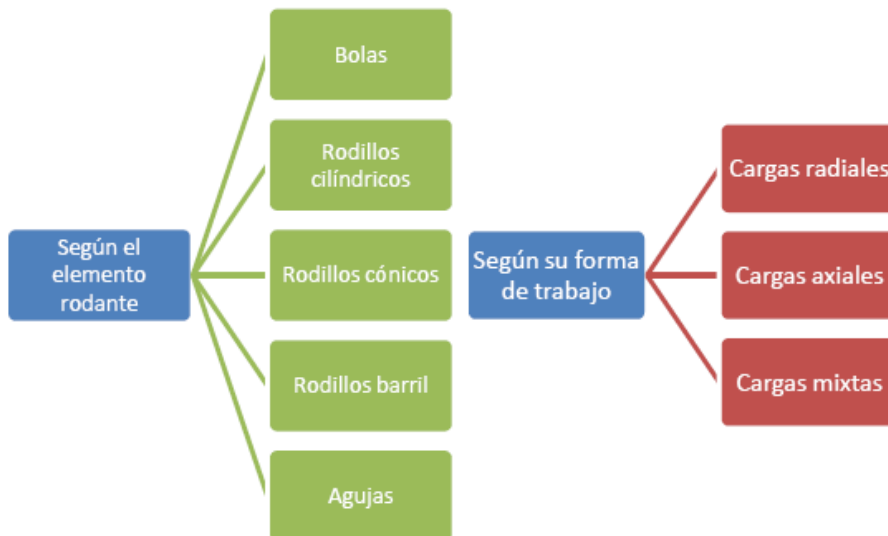 Según el
elemento
rodante
Bolas
Rodillos
cilíndricos
Rodillos cónicos
Rodillos barril
Agujas
Según su forma
de trabajo
Cargas radiales
Cargas axiales
Cargas mixtas